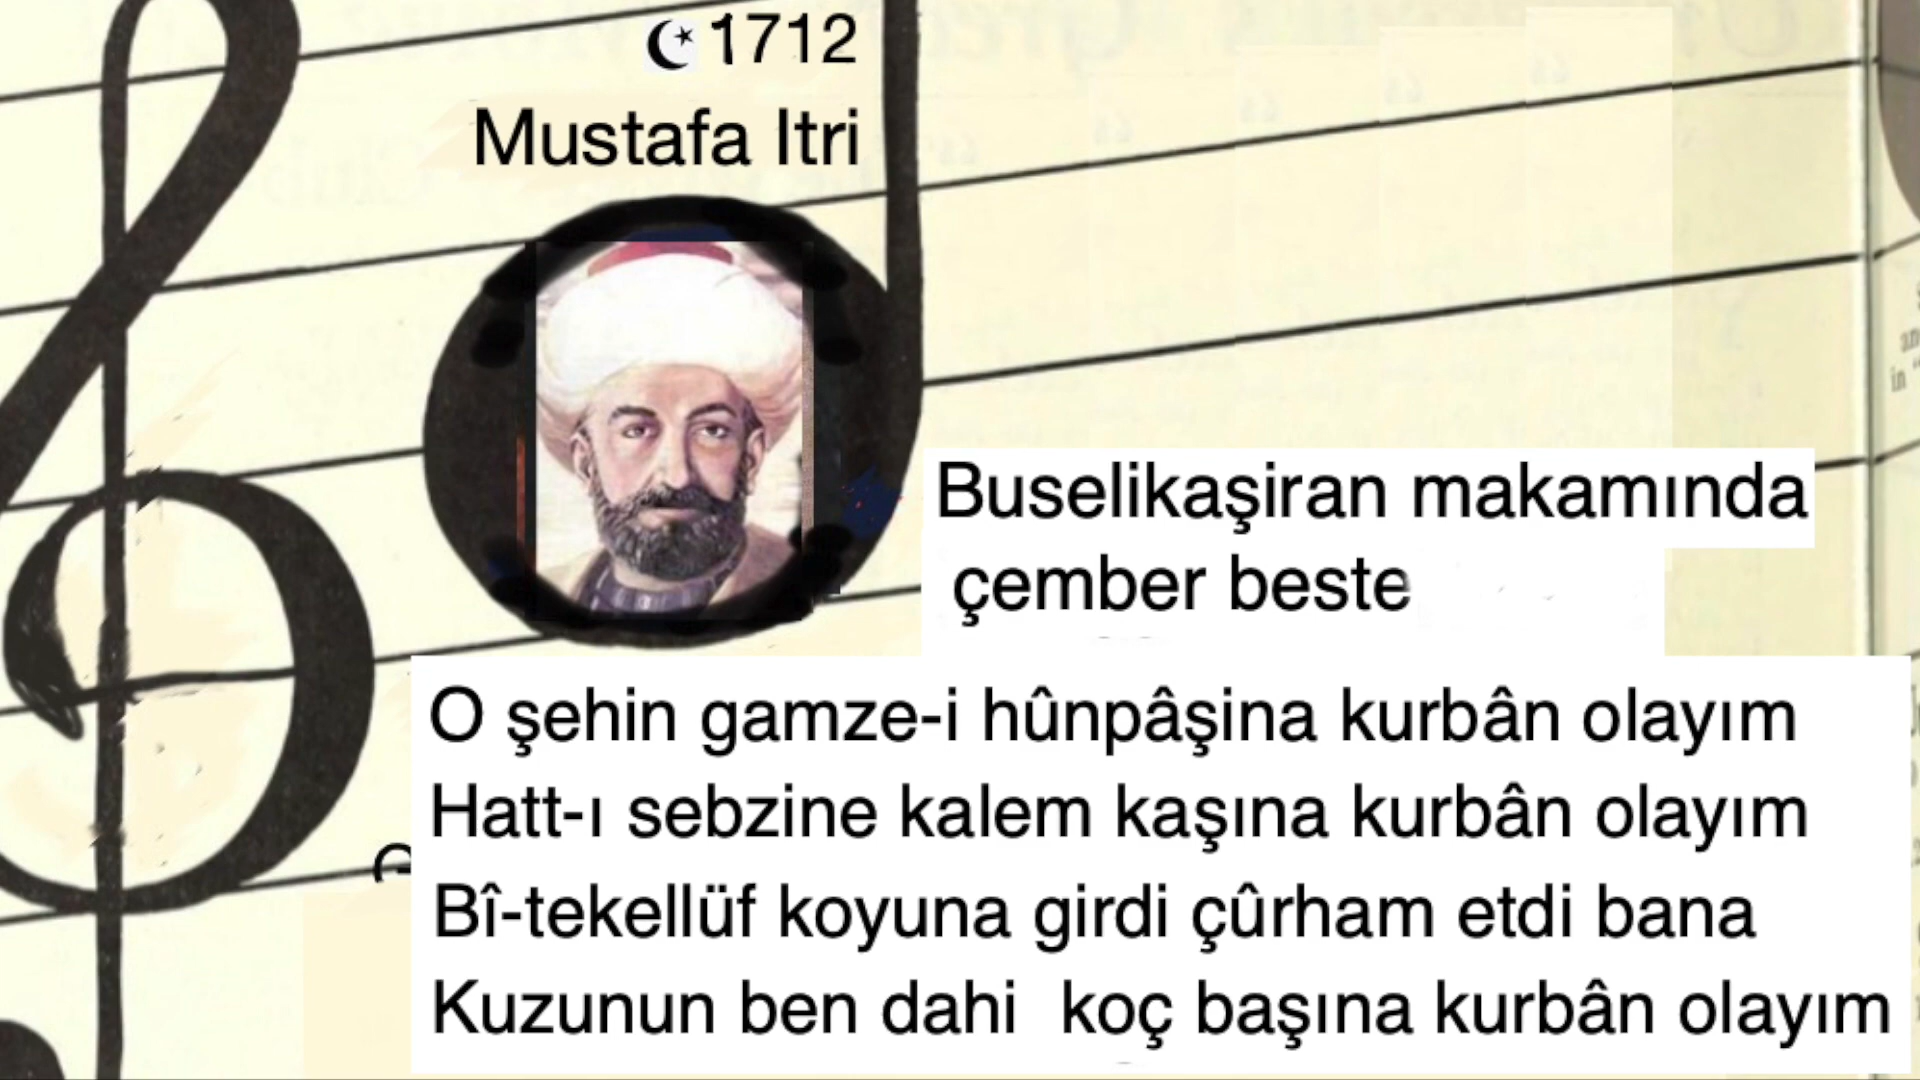 1712
Mustafa Itri
Buselikaşiran makamında
çember beste
O şehin gamze-i hûnpâşina kurbân olayım
Hatt-ı sebzine kalem kaşına kurbân olayım
Bî-tekellüf koyuna girdi çûrham etdi bana
Kuzunun ben dahi koç başına kurbân olayım